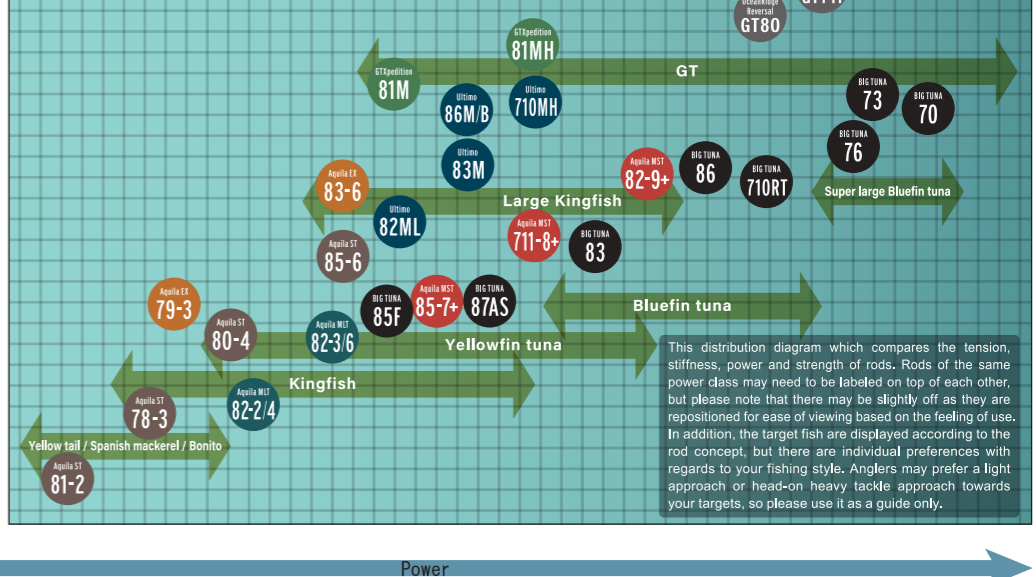 OceanRidge
Reversal
GT80
GTXpedition
81MH
GT
GTXpedition
81M
Ultimo
86M/B
Ultimo
710MH
BIG TUNA
73
BIG TUNA
70
BIG TUNA
76
Ultimo
83M
Aquila MST
82-9+
BIG TUNA
86
BIG TUNA
710RT
Super large Bluefin tuna
Aquila EX
83-6
Large Kingfish
Ultimo
82ML
Aquila MST
711-8+
BIG TUNA
83
Aquila ST
85-6
Aquila EX
79-3
BIG TUNA
85F
Aquila MST
85-7+
BIG TUNA
87AS
Bluefin tuna
Aquila ST
80-4
Aquila MLT
82-3/6
Yellowfin tuna
Kingfish
Aquila ST
78-3
Aquila MLT
82-2/4
Yellow tail / Spanish mackerel / Bonito
Aquila ST
81-2
This distribution diagram which compares the tension,
stiffness, power and strength of rods. Rods of the same
power class may need to be labeled on top of each other,
but please note that there may be slightly off as they are
repositioned for ease of viewing based on the feeling of use.
In addition, the target fish are displayed according to the
rod concept, but there are individual preferences with
regards to your fishing style. Anglers may prefer a light
approach or head-on heavy tackle approach towards
your targets, so please use it as a guide only.
Power